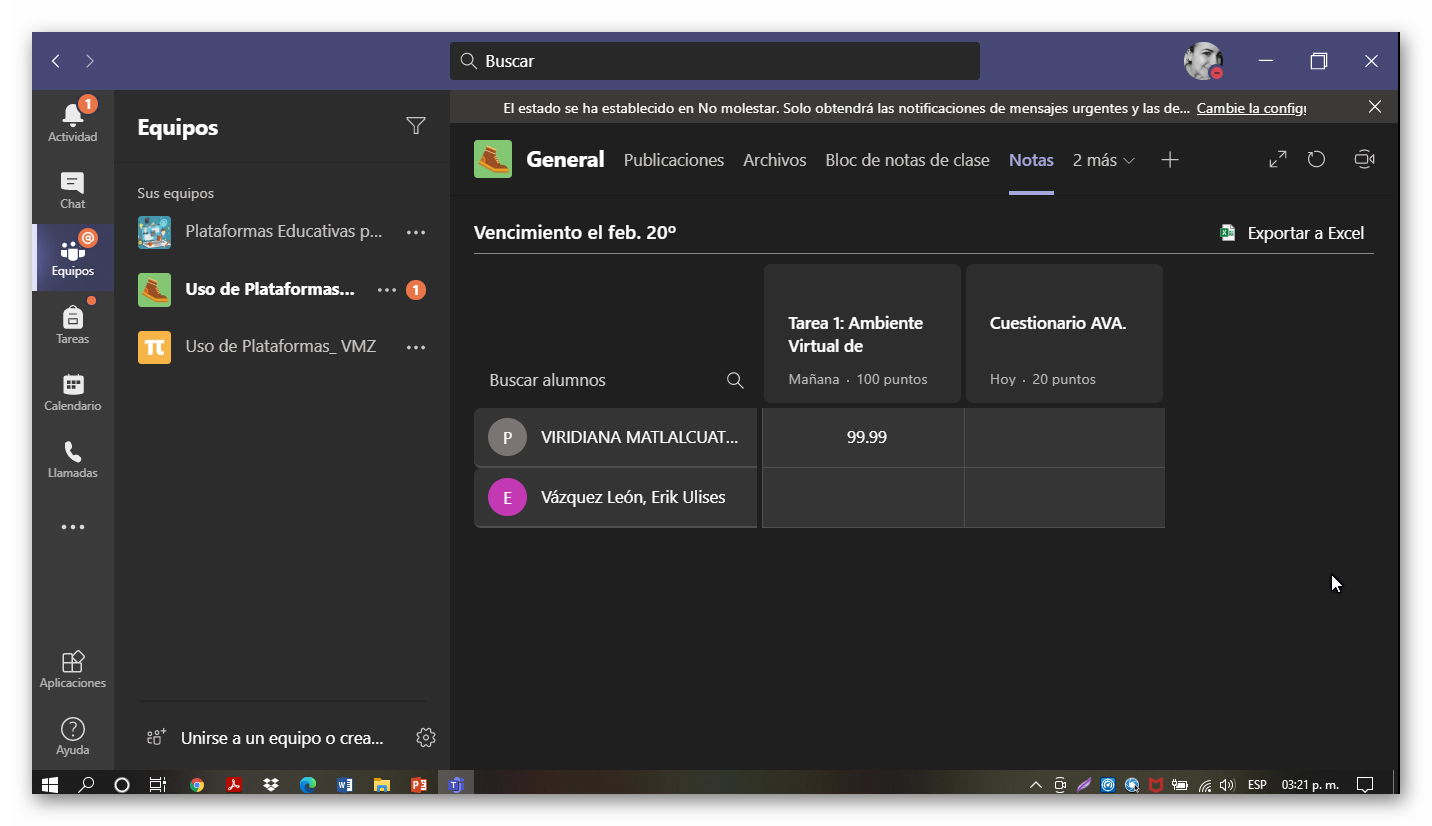 Buscar
El estado se ha establecido en No molestar. Solo obtendrá las notificaciones de mensajes urgentes y las de... Cambie la configu
1
Actividad
Chat
Equipos
Tareas
Calendario
Llamadas
Aplicaciones
Ayuda
Equipos
Sus equipos
Plataformas Educativas p...
Uso de Plataformas... 1
π Uso de Plataformas_ VMZ
Unirse a un equipo o crea...
General Publicaciones Archivos Bloc de notas de clase Notas 2 más
Vencimiento el feb. 20º Exportar a Excel
Buscar alumnos
Tarea 1: Ambiente
Virtual de
Mañana · 100 puntos
Cuestionario AVA.
Hoy · 20 puntos
P VIRIDIANA MATLALCUAT... 99.99
E Vázquez León, Erik Ulises
ESP 03:21 p. m.